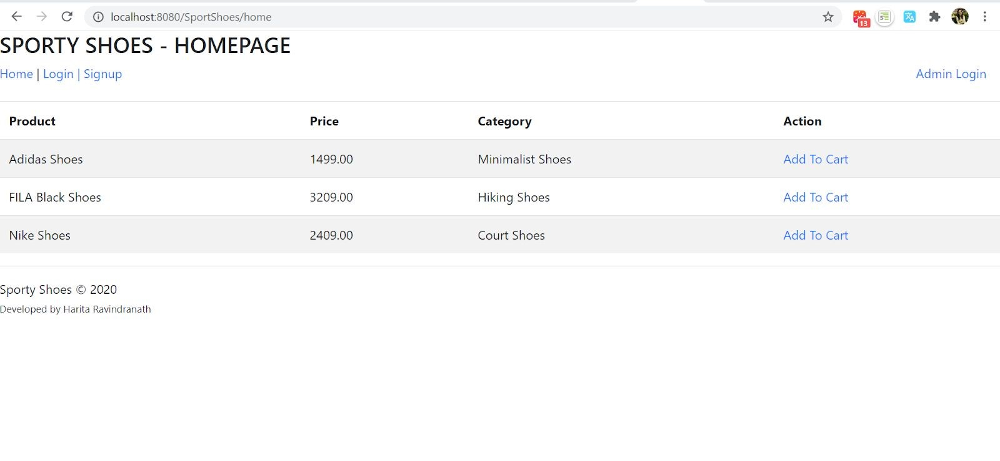 localhost:8080/SportShoes/home
13
SPORTY SHOES - HOMEPAGE
Home | Login | Signup Admin Login
Product Price Category Action
Adidas Shoes 1499.00 Minimalist Shoes Add To Cart
FILA Black Shoes 3209.00 Hiking Shoes Add To Cart
Nike Shoes 2409.00 Court Shoes Add To Cart
Sporty Shoes © 2020
Developed by Harita Ravindranath